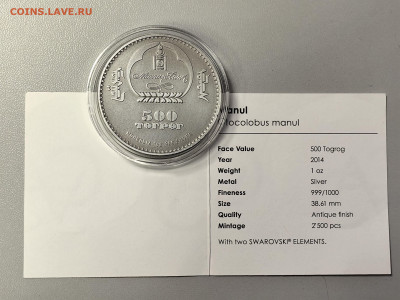 COINS.LAVE.RU
500
ТӨГРӨГ
Manul
Otocolobus manul
Face Value 500 Togrog
Year 2014
Weight 1 oz
Metal Silver
Fineness 999/1000
Size 38.61 mm
Quality Antique finish
Mintage 2'500 pcs
With two SWAROVSKI® ELEMENTS.